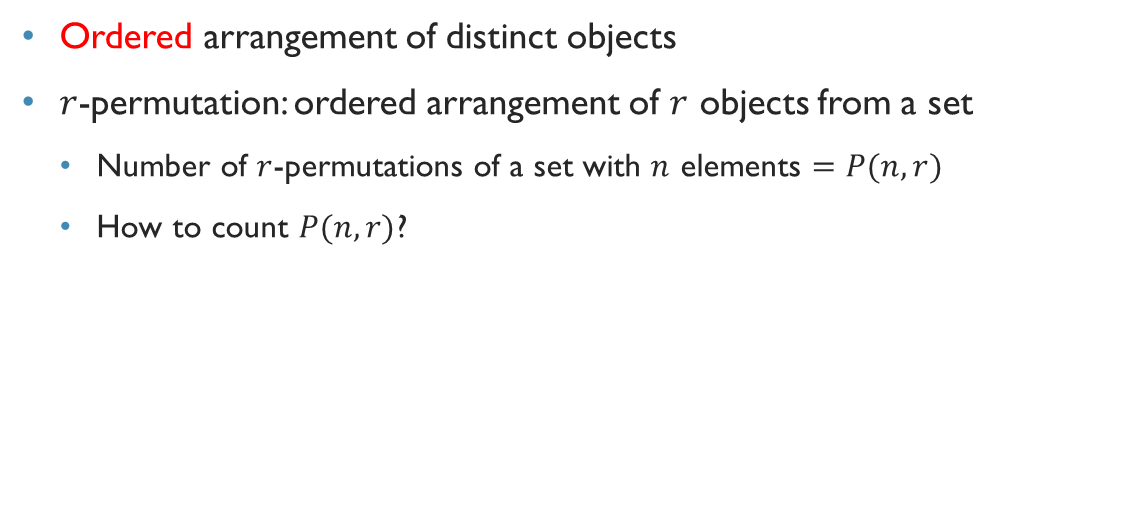 • Ordered arrangement of distinct objects
• r-permutation: ordered arrangement of r objects from a set
• Number of r-permutations of a set with n elements = P(n, r)
• How to count P(n, r)?